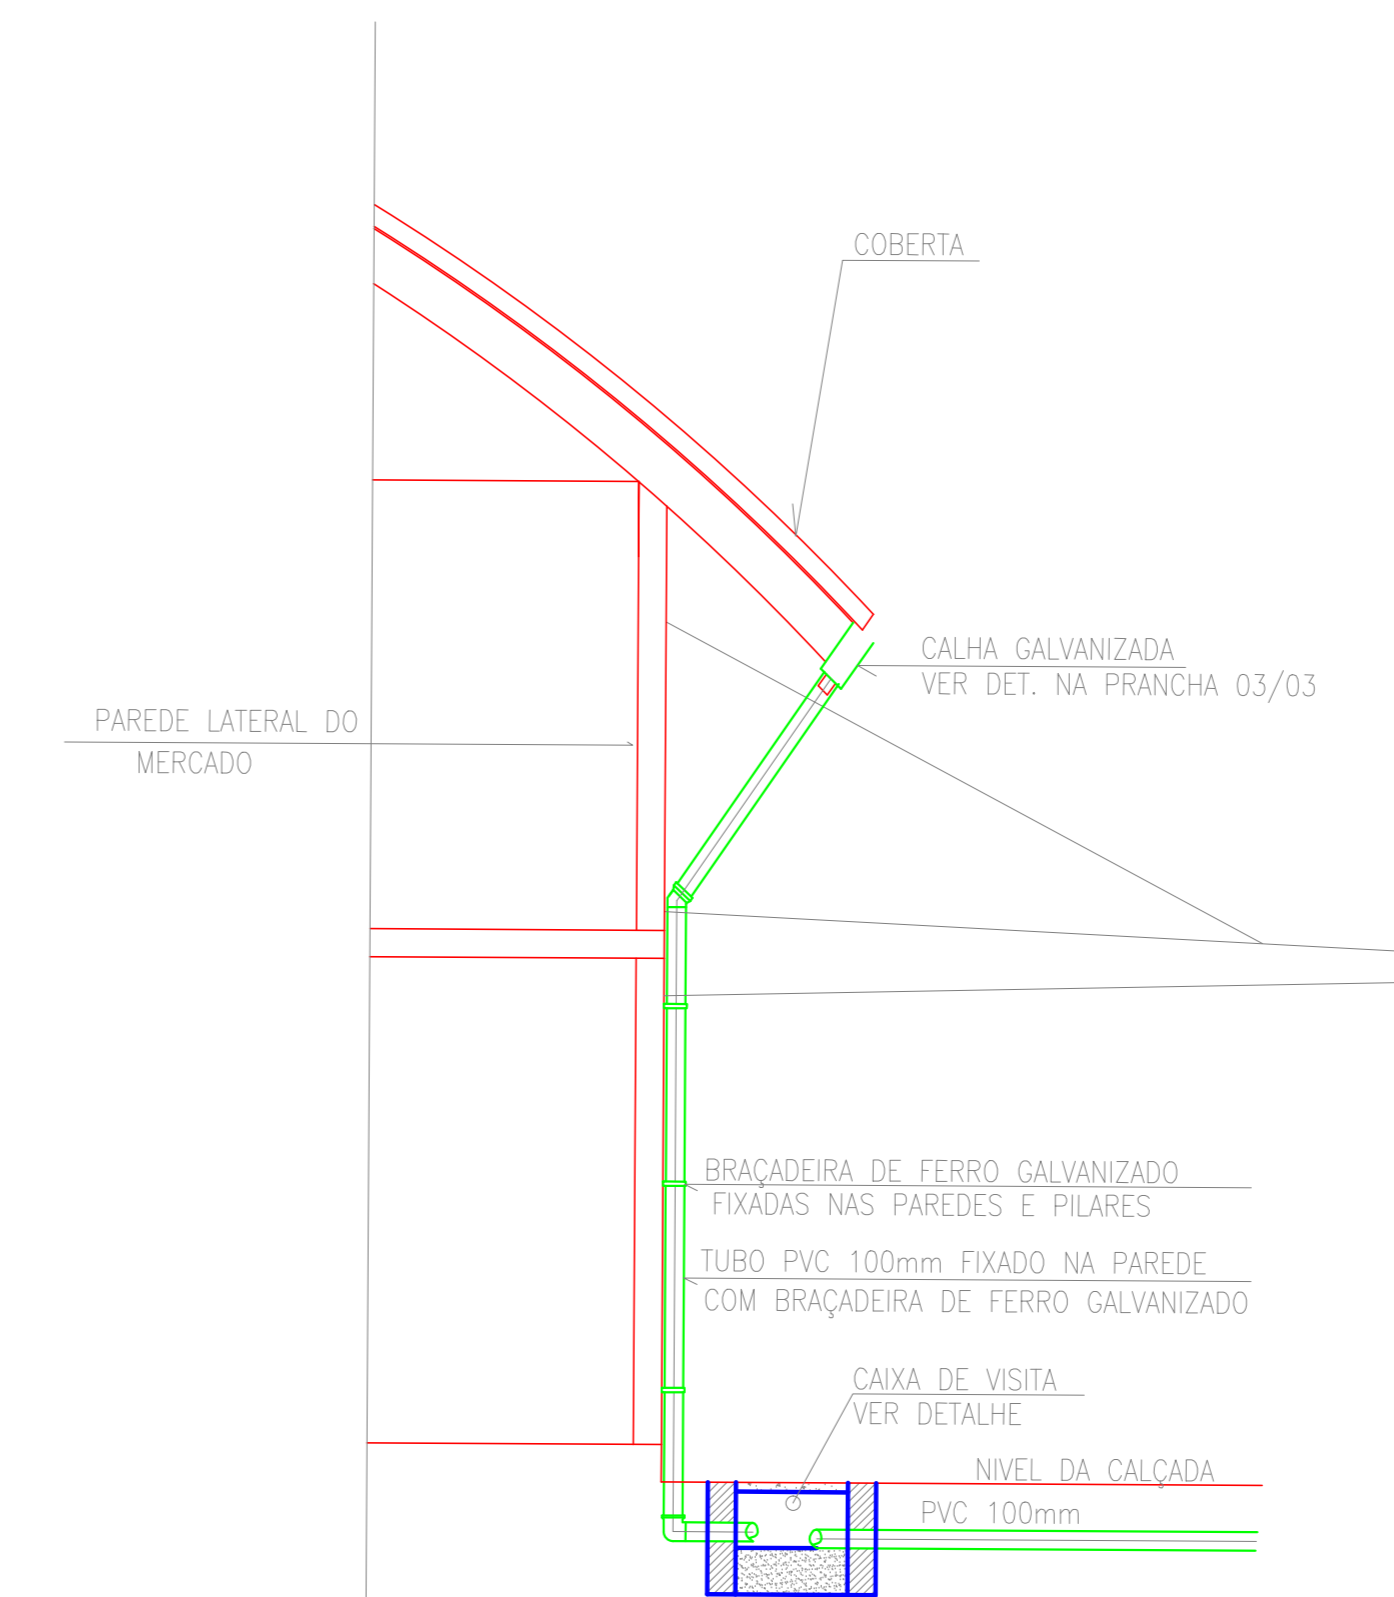 COBERTA
CALHA GALVANIZADA
VER DET. NA PRANCHA 03/03
PAREDE LATERAL DO
MERCADO
BRAÇADEIRA DE FERRO GALVANIZADO
FIXADAS NAS PAREDES E PILARES
TUBO PVC 100mm FIXADO NA PAREDE
COM BRAÇADEIRA DE FERRO GALVANIZADO
CAIXA DE VISITA
VER DETALHE
NIVEL DA CALÇADA
PVC 100mm